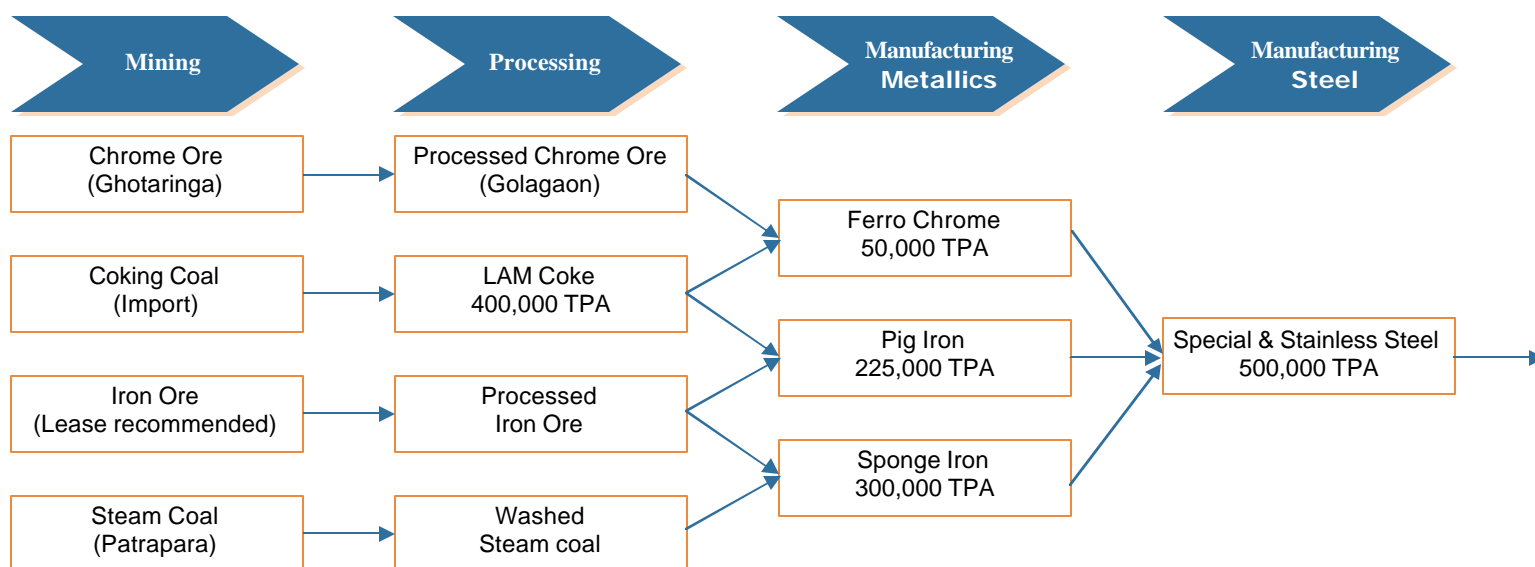 Mining
Processing
Manufacturing
Metallics
Manufacturing
Steel
Chrome Ore
(Ghotaringa)
Processed Chrome Ore
(Golagaon)
Ferro Chrome
50,000 TPA
Coking Coal
(Import)
LAM Coke
400,000 TPA
Pig Iron
225,000 TPA
Special & Stainless Steel
500,000 TPA
Iron Ore
(Lease recommended)
Processed
Iron Ore
Sponge Iron
300,000 TPA
Steam Coal
(Patrapara)
Washed
Steam coal